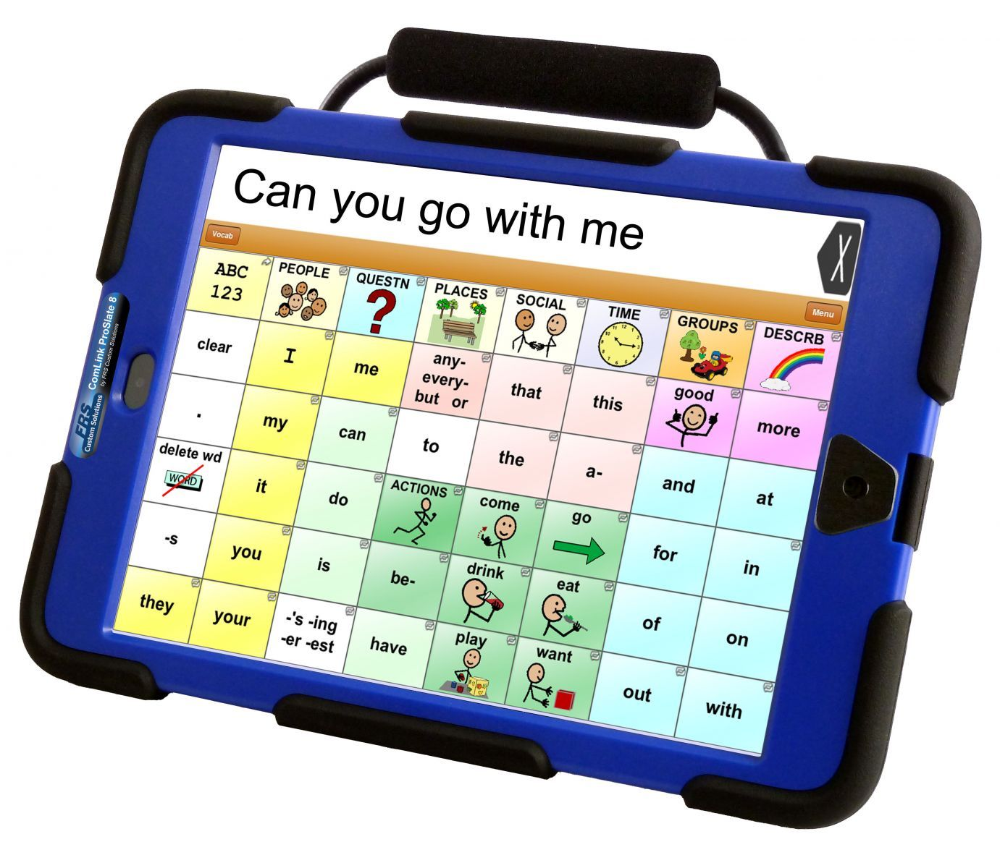 Can you go with me
X
Vocab
Menu
ABC
123
PEOPLE
QUESTN
?
PLACES
SOCIAL
TIME
GROUPS
DESCRB
clear
I
me
any-
every-
but or
that
this
good
more
.
my
can
to
the
a-
and
at
delete wd
WORD
it
do
ACTIONS
come
go
for
in
-s
you
is
be-
drink
eat
of
on
they
your
-'s -ing
-er -est
have
play
want
out
with
FRS
Custom Solutions
ComLink ProSlate 8
by FRS Custom Solutions